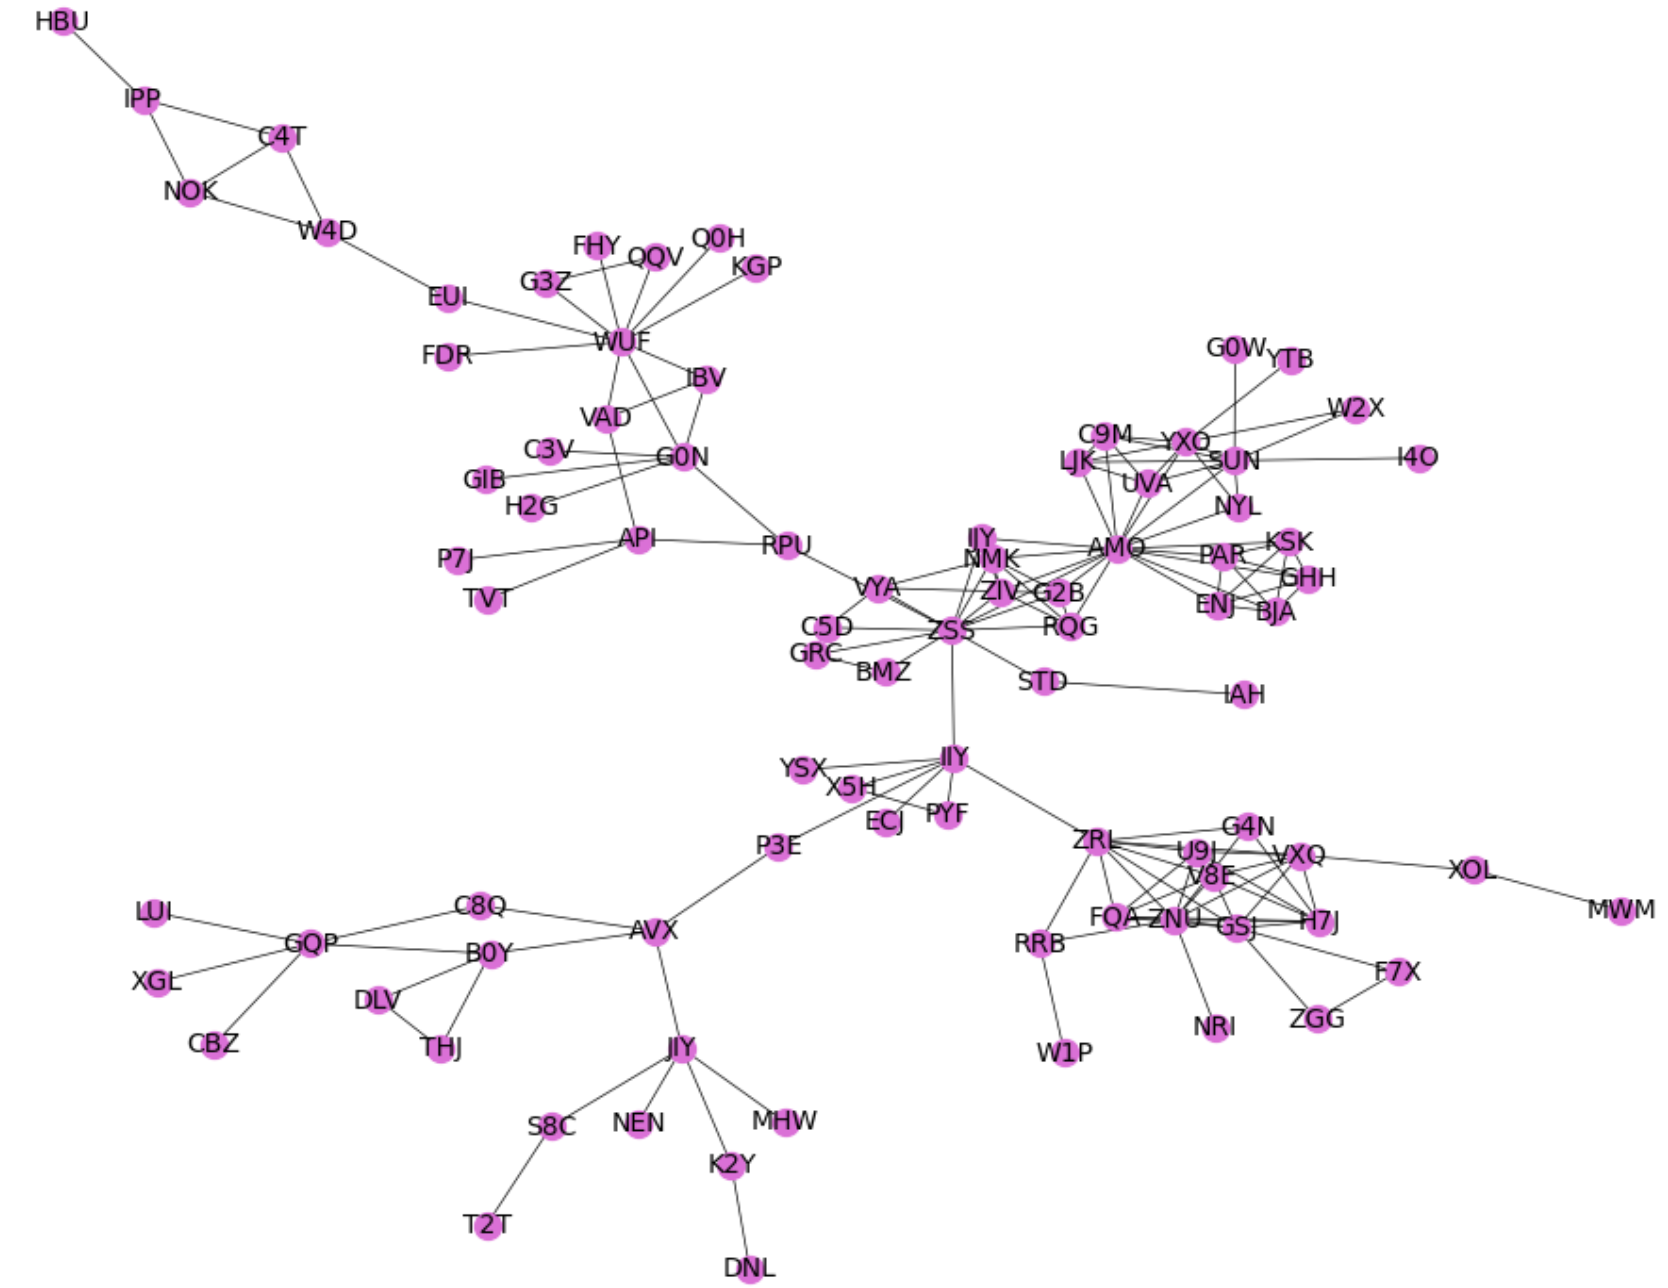 HBU
IPP
C4T
NOK
W4D
FHY
QQV
Q0H
KGP
G3Z
EUI
WUF
FDR
IBV
VAD
C3V
G0N
GIB
H2G
API
RPU
P7J
TVT
G0W
YTB
W2X
C9M
YXO
LJK
SUN
I4O
UVA
NYL
NMK
AMO
KSK
PAR
GHH
VYA
ZIV
G2B
ENJ
BJA
C5D
ZSS
RQG
GRC
BMZ
STD
IAH
YSX
X5H
ECJ
PYF
P3E
ZRL
G4N
U9J
VXQ
V8E
XOL
MWM
FQA
ZNU
GSJ
H7J
RRB
F7X
ZGG
NRI
W1P
LUI
C8Q
AVX
GQP
B0Y
XGL
DLV
CBZ
THJ
S8C
NEN
MHW
K2Y
T2T
DNL